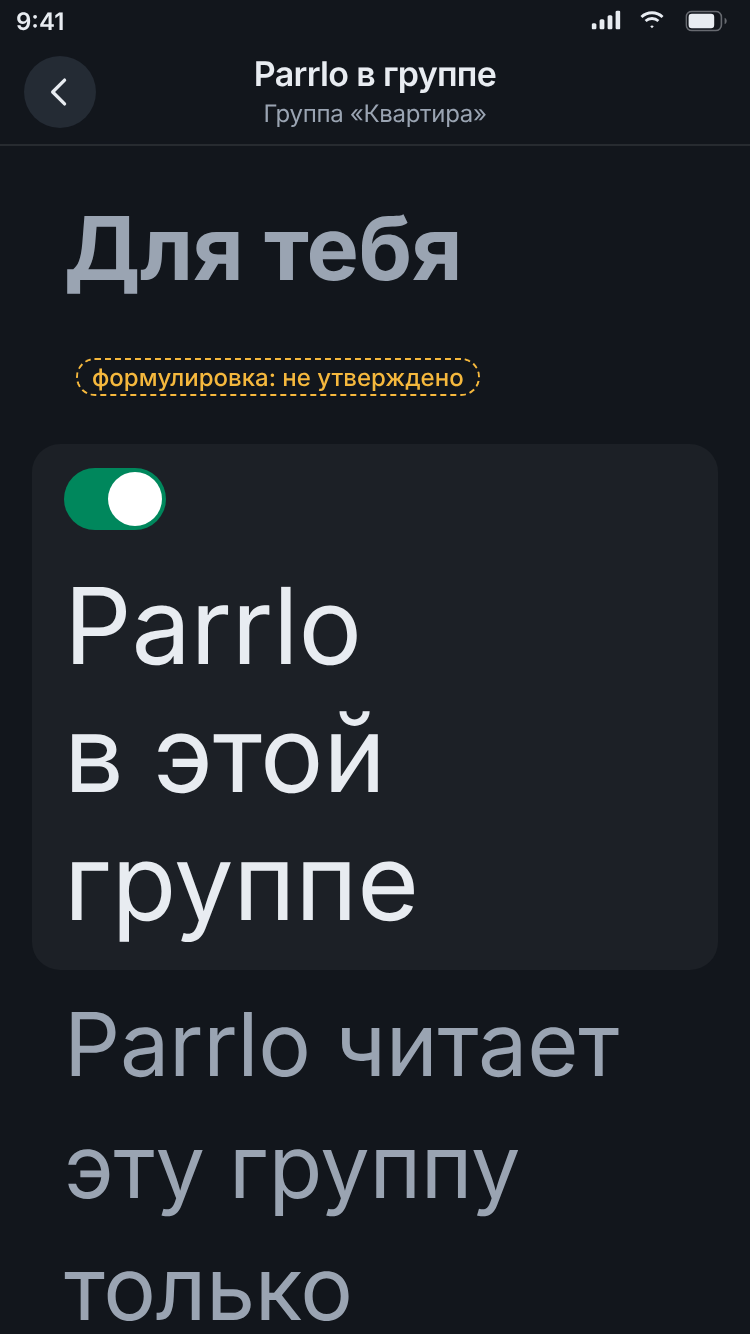 9:41
Parrlo в группе
Группа «Квартира»
Для тебя
формулировка: не утверждено
Parrlo
в этой
группе
Parrlo читает
эту группу
только